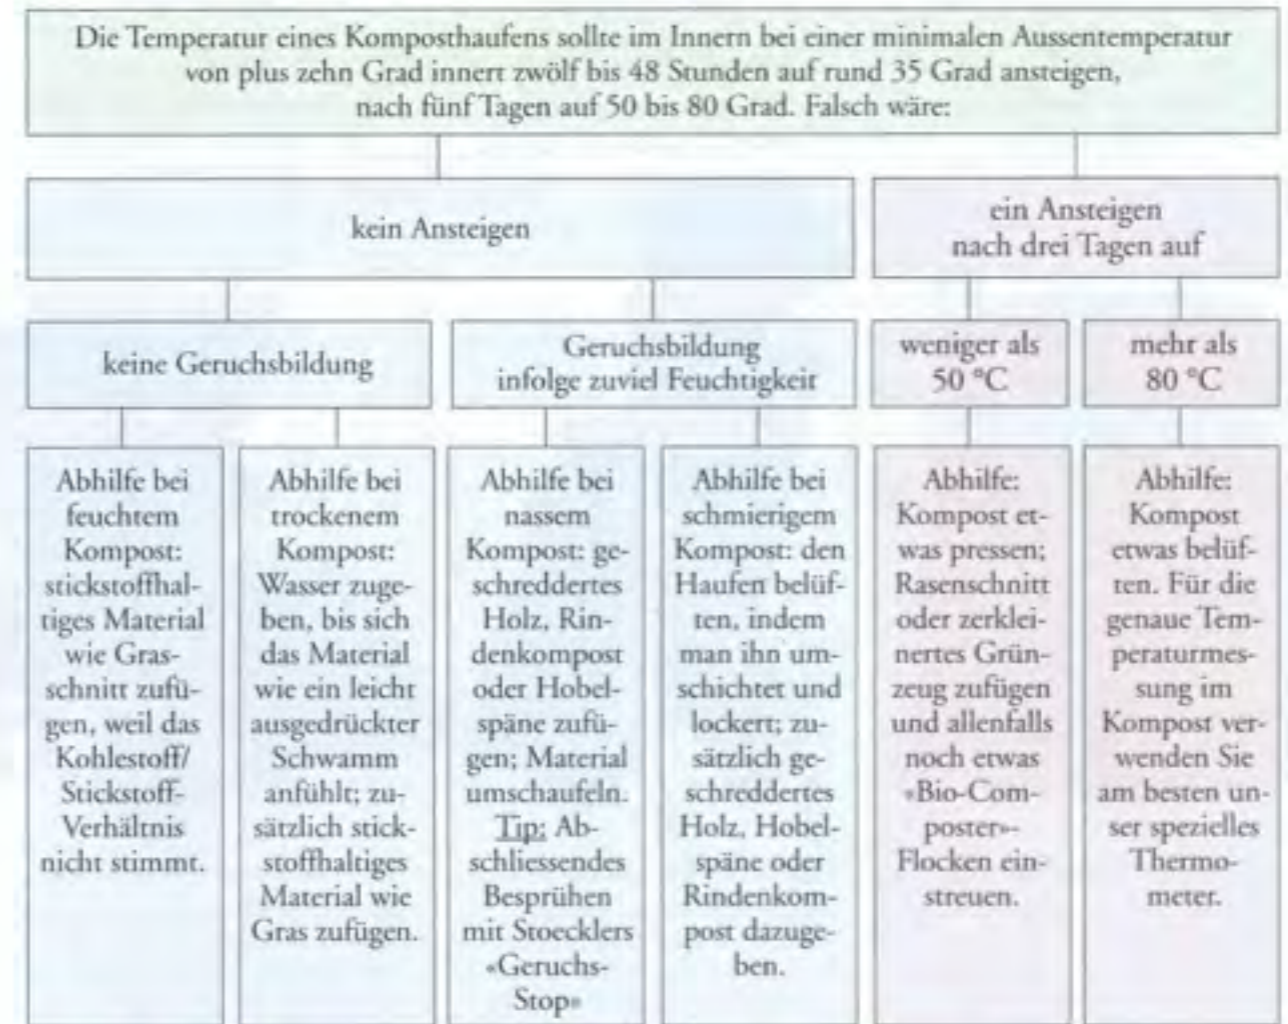 Die Temperatur eines Komposthaufens sollte im Innern bei einer minimalen Aussentemperatur
von plus zehn Grad innert zwölf bis 48 Stunden auf rund 35 Grad ansteigen,
nach fünf Tagen auf 50 bis 80 Grad. Falsch wäre:
kein Ansteigen
ein Ansteigen
nach drei Tagen auf
keine Geruchsbildung
Geruchsbildung
infolge zuviel Feuchtigkeit
weniger als
50 °C
mehr als
80 °C
Abhilfe bei
feuchtem
Kompost:
stickstoffhal-
tiges Material
wie Gras-
schnitt zufü-
gen, weil das
Kohlestoff/
Stickstoff-
Verhältnis
nicht stimmt.
Abhilfe bei
trockenem
Kompost:
Wasser zuge-
ben, bis sich
das Material
wie ein leicht
ausgedrückter
Schwamm
anfühlt; zu-
sätzlich stick-
stoffhaltiges
Material wie
Gras zufügen.
Abhilfe bei
nassem
Kompost: ge-
schreddertes
Holz, Rin-
denkompost
oder Hobel-
späne zufü-
gen; Material
umschaufeln.
Tip: Ab-
schliessendes
Besprühen
mit Stoecklers
«Geruchs-
Stop»
Abhilfe bei
schmierigem
Kompost: den
Haufen belüf-
ten, indem
man ihn um-
schichtet und
lockert; zu-
sätzlich ge-
schreddertes
Holz, Hobel-
späne oder
Rindenkom-
post dazuge-
ben.
Abhilfe:
Kompost et-
was pressen;
Rasenschnitt
oder zerklei-
nertes Grün-
zeug zufügen
und allenfalls
noch etwas
«Bio-Com-
poster»-
Flocken ein-
streuen.
Abhilfe:
Kompost
etwas belüf-
ten. Für die
genaue Tem-
peraturmes-
sung im
Kompost ver-
wenden Sie
am besten un-
ser spezielles
Thermo-
meter.